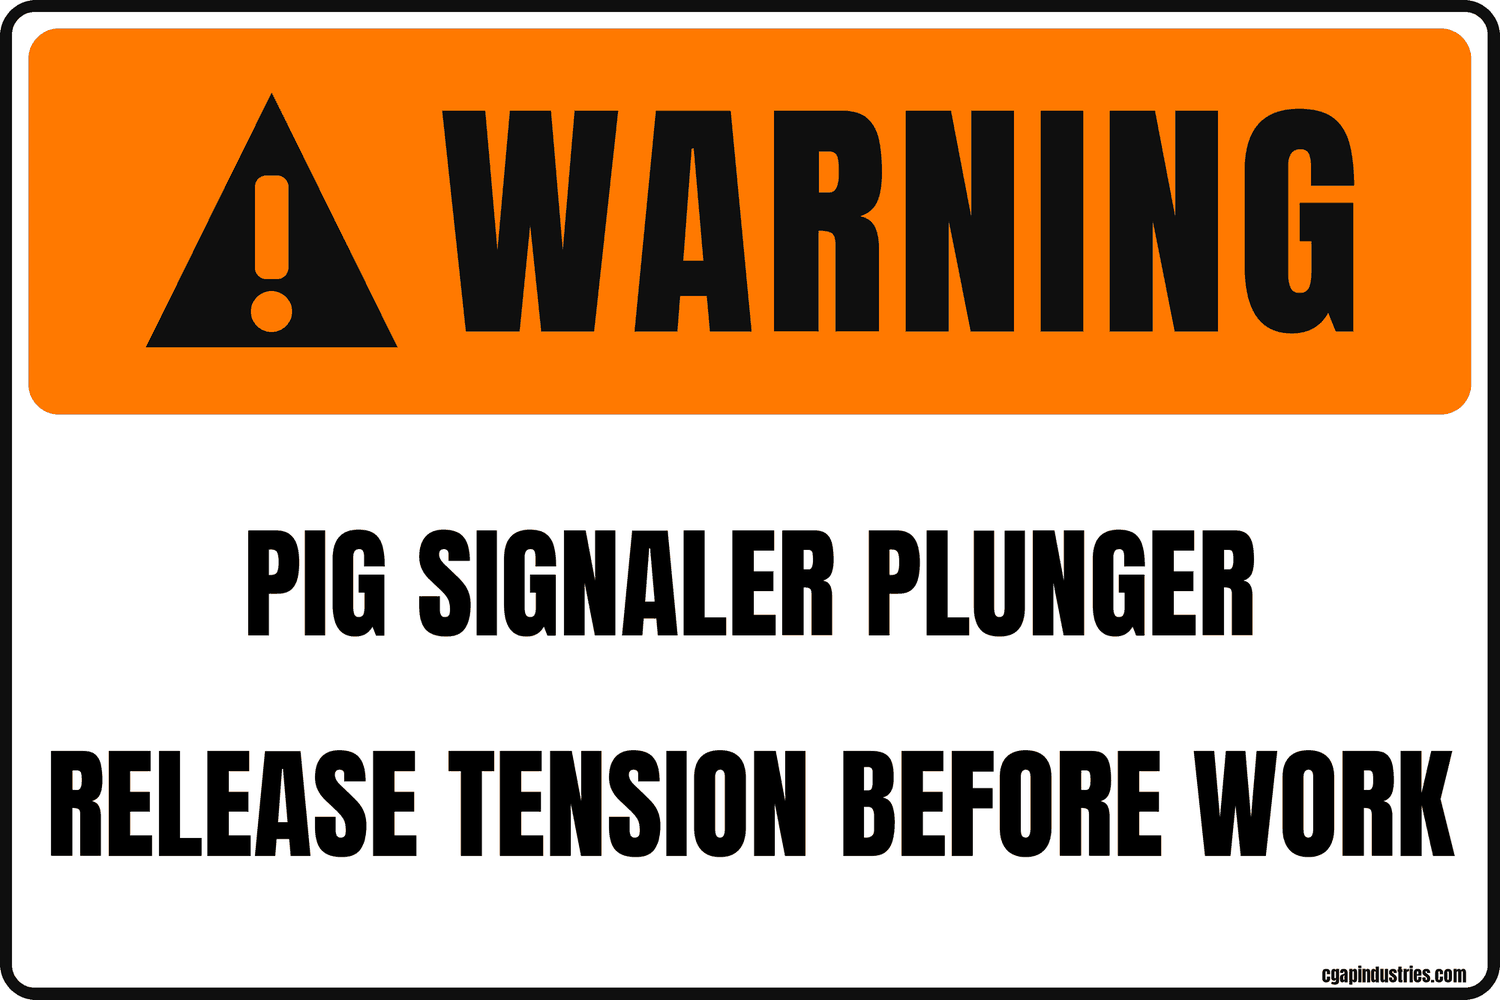 WARNING
PIG SIGNALER PLUNGER
RELEASE TENSION BEFORE WORK
cgapindustries.com